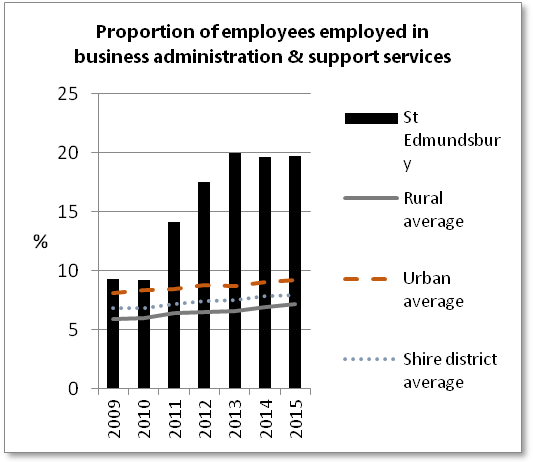 Proportion of employees employed in
business administration & support services
25
20
15
10
5
0
%
2009
2010
2011
2012
2013
2014
2015
St
Edmundsbur
y
Rural
average
Urban
average
Shire district
average